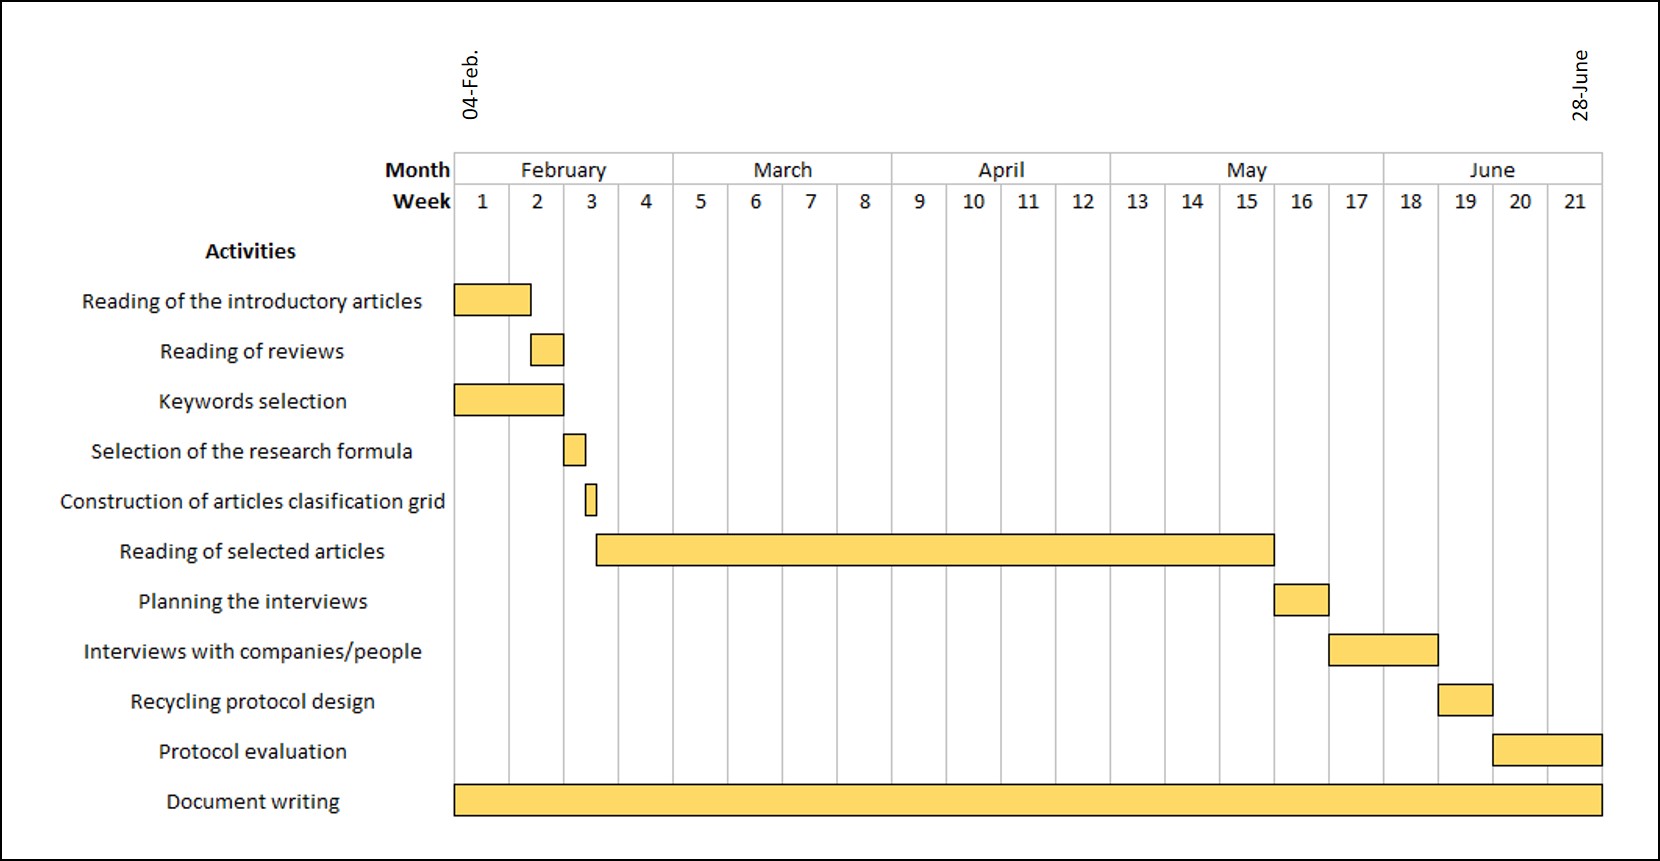 04-Feb.
28-June
Month February March April May June
Week 1 2 3 4 5 6 7 8 9 10 11 12 13 14 15 16 17 18 19 20 21
Activities
Reading of the introductory articles
Reading of reviews
Keywords selection
Selection of the research formula
Construction of articles clasification grid
Reading of selected articles
Planning the interviews
Interviews with companies/people
Recycling protocol design
Protocol evaluation
Document writing